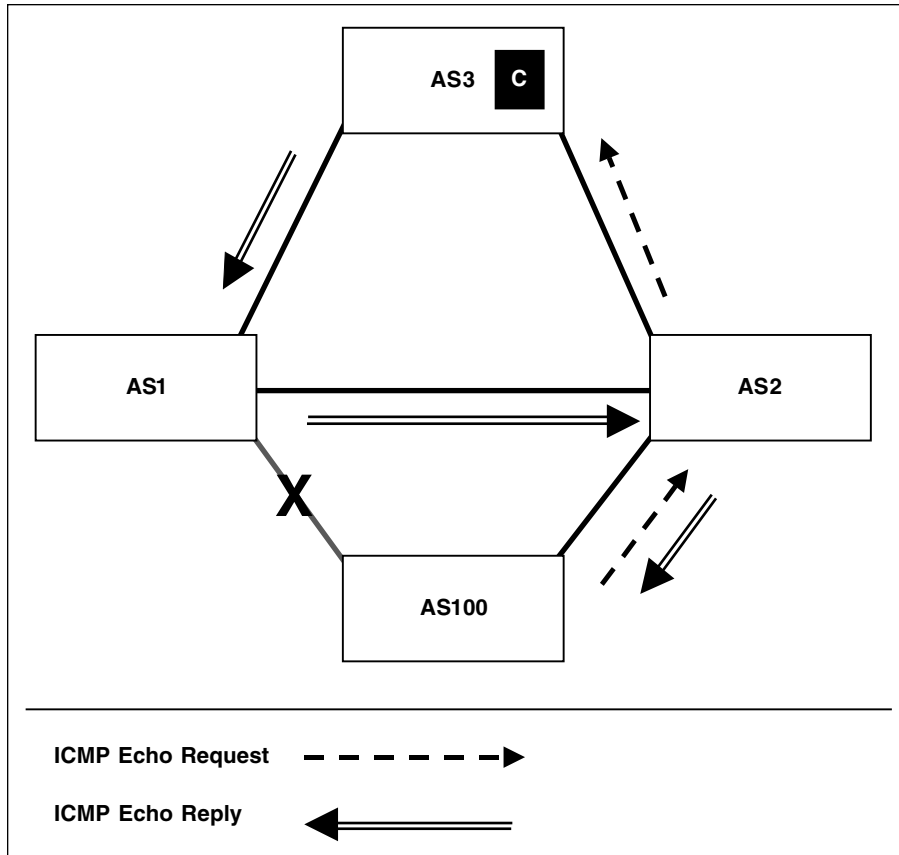 AS3
C
AS1
AS2
X
AS100
ICMP Echo Request
ICMP Echo Reply